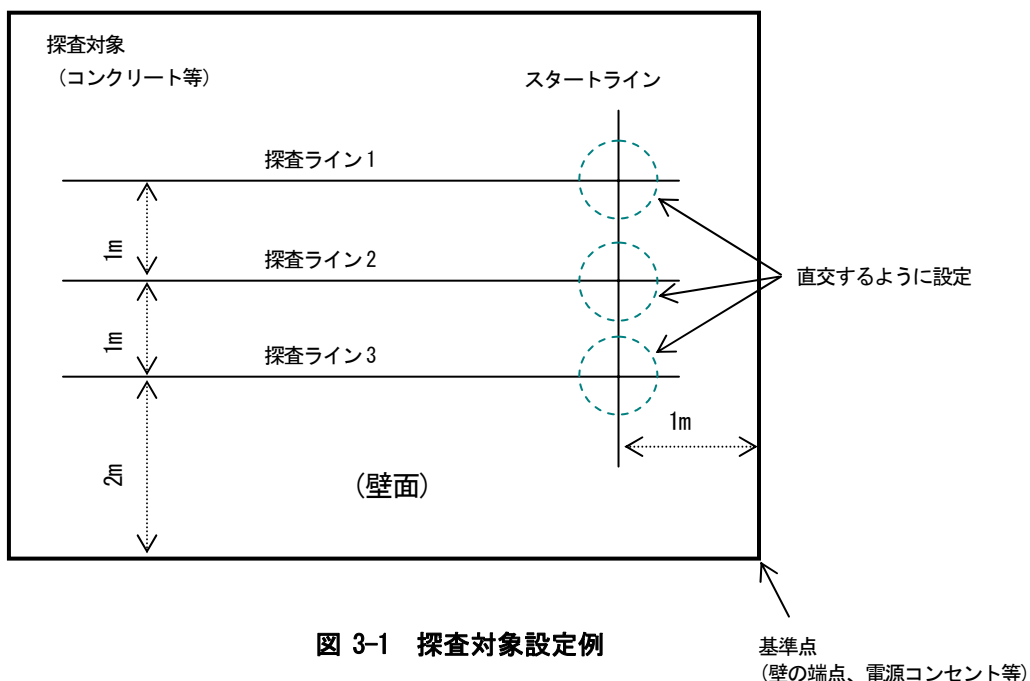 探査対象
（コンクリート等）
スタートライン
探査ライン1
1m
探査ライン2
直交するように設定
1m
探査ライン3
1m
2m
（壁面）
図 3-1 探査対象設定例
基準点
（壁の端点、電源コンセント等）